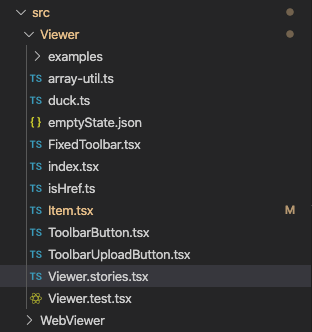 src
Viewer
examples
TS array-util.ts
TS duck.ts
{} emptyState.json
TS FixedToolbar.tsx
TS index.tsx
TS isHref.ts
TS Item.tsx M
TS ToolbarButton.tsx
TS ToolbarUploadButton.tsx
TS Viewer.stories.tsx
Viewer.test.tsx
WebViewer